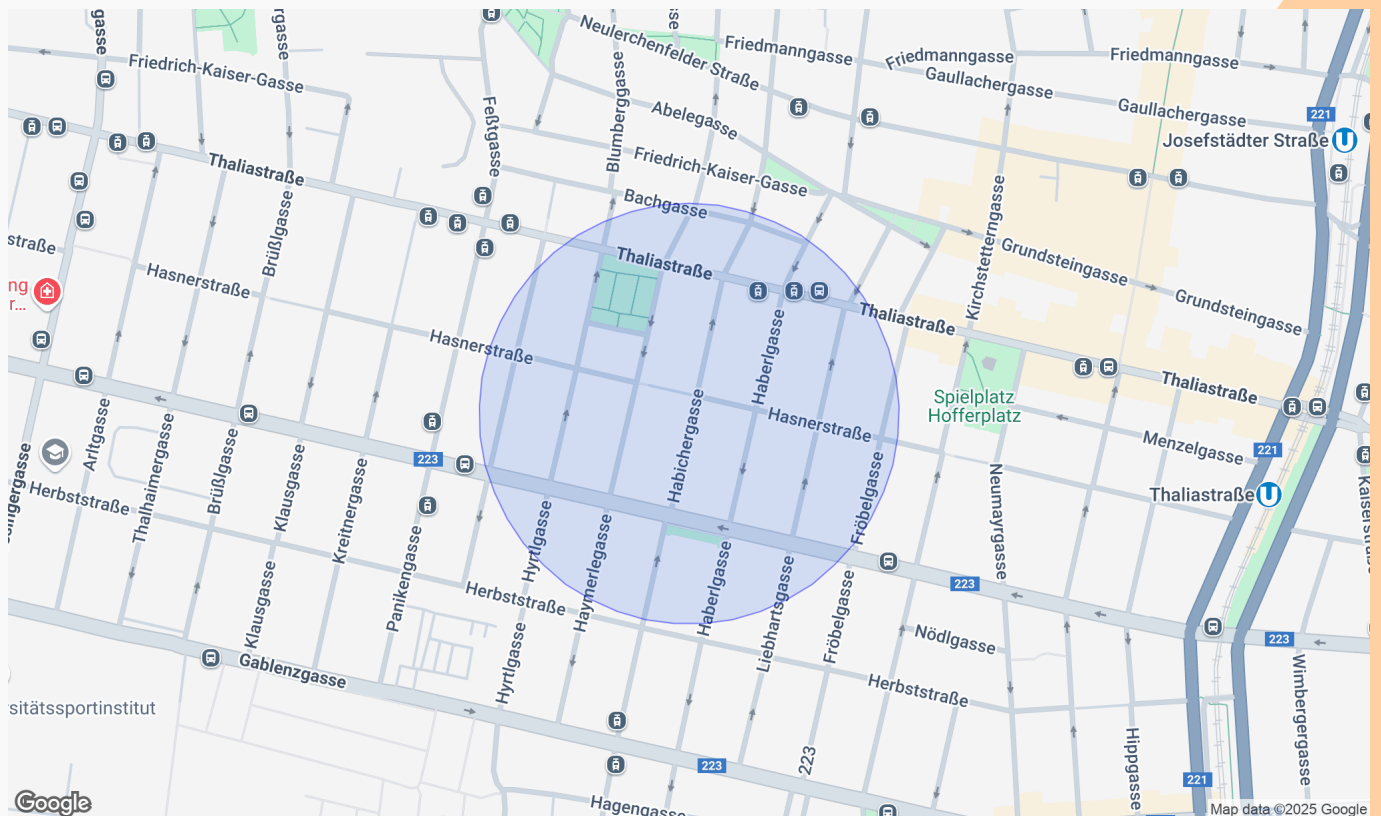 Neulerchenfelder Straße
Friedmanngasse
Friedmanngasse
Friedmanngasse
Friedrich-Kaiser-Gasse
Gaullachergasse
Gaullachergasse
Feßtgasse
Blumberggasse
Abelegasse
221
Josefstädter Straße
Thaliastraße
Friedrich-Kaiser-Gasse
Bachgasse
Kirchstetterngasse
Brüßlgasse
Grundsteingasse
Grundsteingasse
Hasnerstraße
Thaliastraße
Thaliastraße
Haberlgasse
Hasnerstraße
Thaliastraße
Spielplatz
Hofferplatz
Hasnerstraße
Menzelgasse
Habichergasse
Arltgasse
Thalhaimergasse
Brüßlgasse
Klausgasse
Kreitnergasse
223
221
Thaliastraße
Herbststraße
Panikengasse
Hyrtlgasse
Haymerlegasse
Haberlgasse
Liebhartsgasse
Fröbelgasse
Neumayrgasse
223
Klausgasse
Herbststraße
Fröbelgasse
Nödlgasse
223
Gablenzgasse
Hyrtlgasse
Herbststraße
Wimbergergasse
sitätssportinstitut
Hippgasse
223
223
221
Hagengasse
Google
Map data ©2025 Google